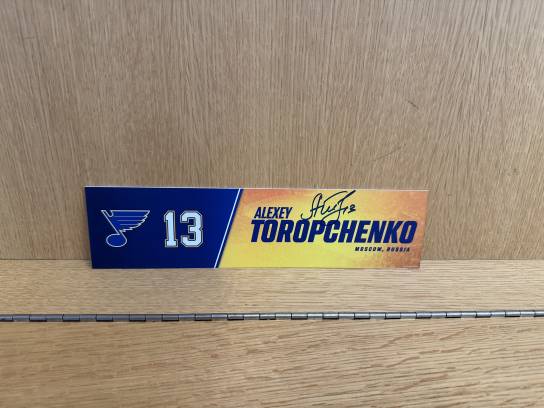 13
ALEXEY
TOROPCHENKO
MOSCOW, RUSSIA